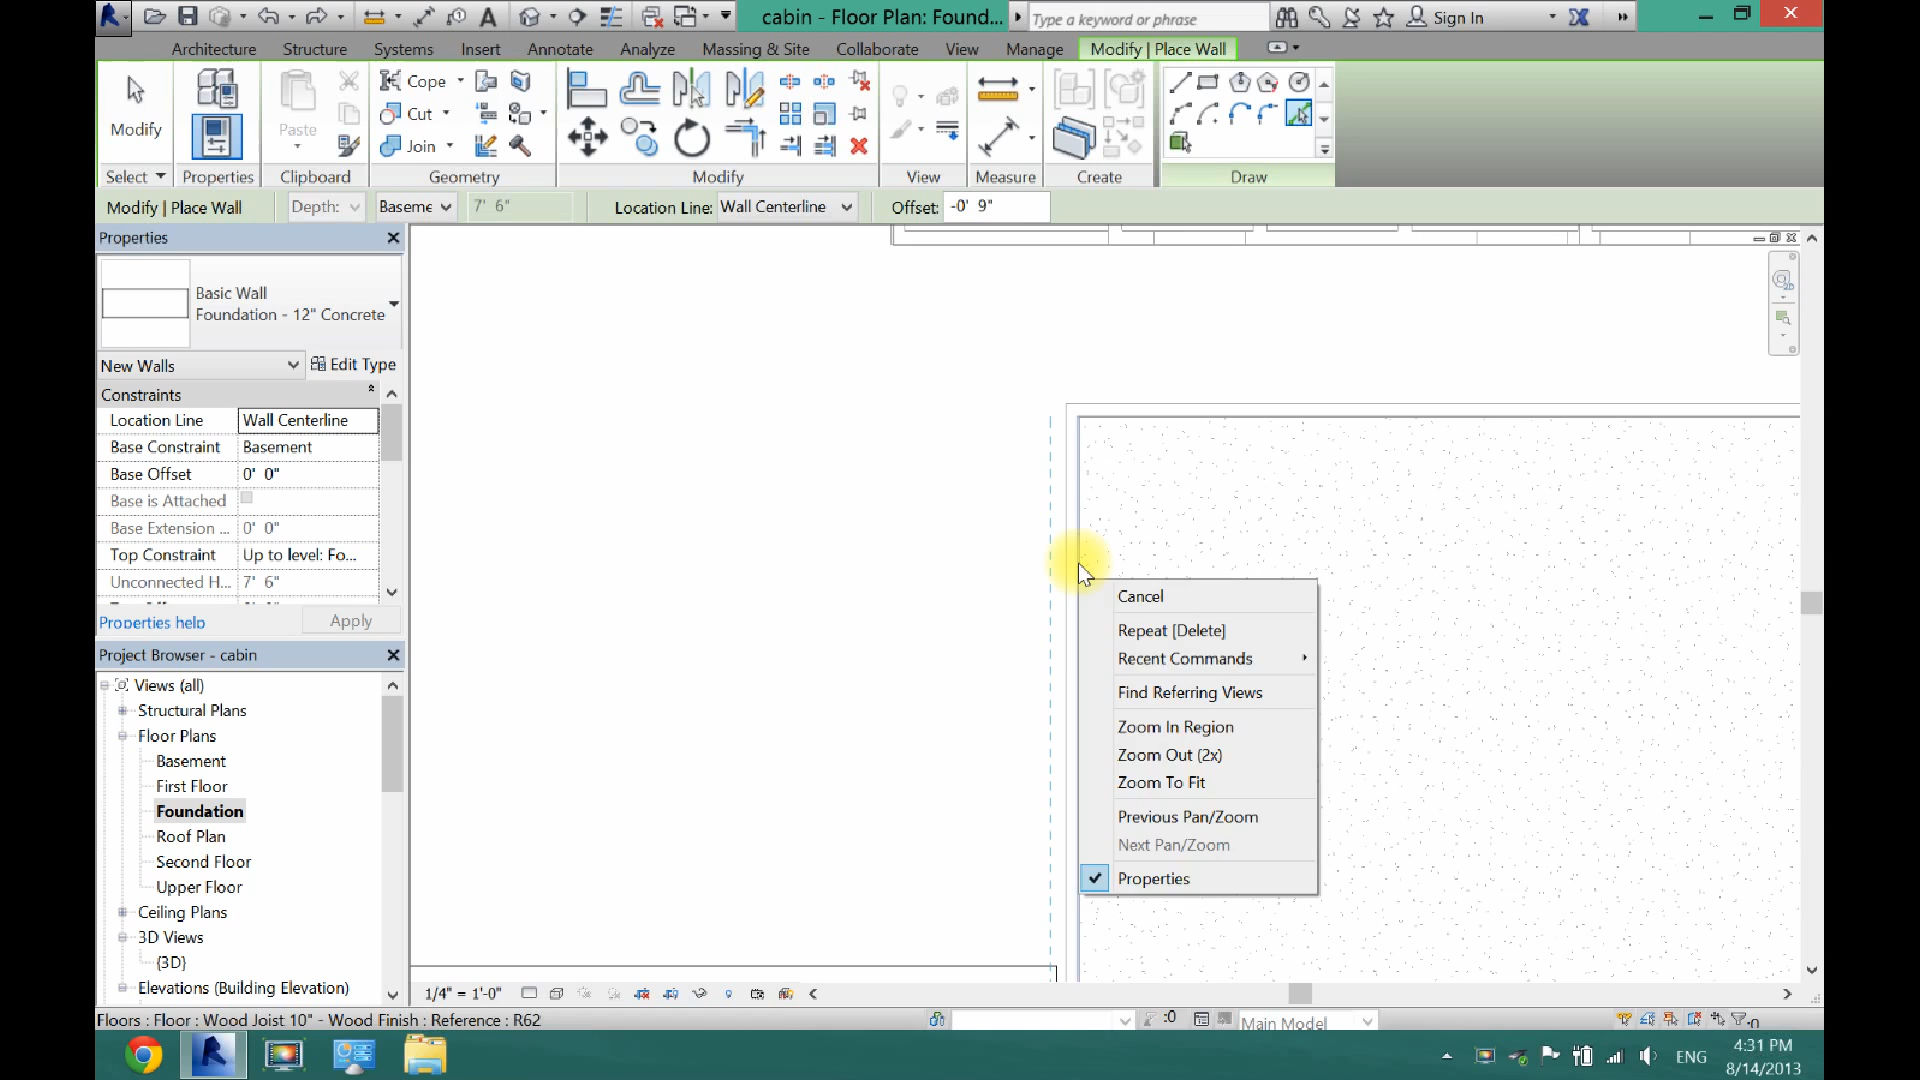 cabin - Floor Plan: Found...
Type a keyword or phrase
Sign In
Architecture
Structure
Systems
Insert
Annotate
Analyze
Massing & Site
Collaborate
View
Manage
Modify | Place Wall
Modify
Paste
Cope
Cut
Join
Select
Properties
Clipboard
Geometry
Modify
View
Measure
Create
Draw
Modify | Place Wall
Depth:
Baseme
7' 6"
Location Line:
Wall Centerline
Offset:
-0' 9"
Properties
Basic Wall
Foundation - 12" Concrete
New Walls
Edit Type
Constraints
Location Line
Wall Centerline
Base Constraint
Basement
Base Offset
0' 0"
Base is Attached
Base Extension ...
0' 0"
Top Constraint
Up to level: Fo...
Unconnected H...
7' 6"
Properties help
Apply
Project Browser - cabin
Views (all)
Structural Plans
Floor Plans
Basement
First Floor
Foundation
Roof Plan
Second Floor
Upper Floor
Ceiling Plans
3D Views
{3D}
Elevations (Building Elevation)
Cancel
Repeat [Delete]
Recent Commands
Find Referring Views
Zoom In Region
Zoom Out (2x)
Zoom To Fit
Previous Pan/Zoom
Next Pan/Zoom
Properties
1/4" = 1'-0"
Floors : Floor : Wood Joist 10" - Wood Finish : Reference : R62
:0
Main Model
:0
ENG
4:31 PM
8/14/2013